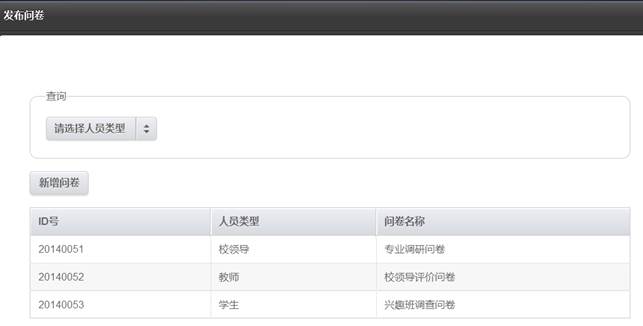 发布问卷
查询
请选择人员类型
新增问卷
ID号 人员类型 问卷名称
20140051 校领导 专业调研问卷
20140052 教师 校领导评价问卷
20140053 学生 兴趣班调查问卷